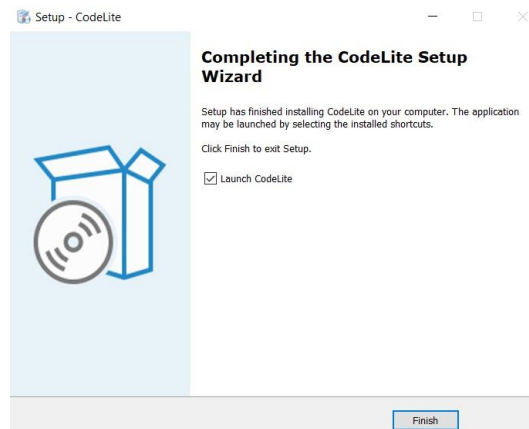 Setup - CodeLite
Completing the CodeLite Setup
Wizard
Setup has finished installing CodeLite on your computer. The application
may be launched by selecting the installed shortcuts.
Click Finish to exit Setup.
Launch CodeLite
Finish